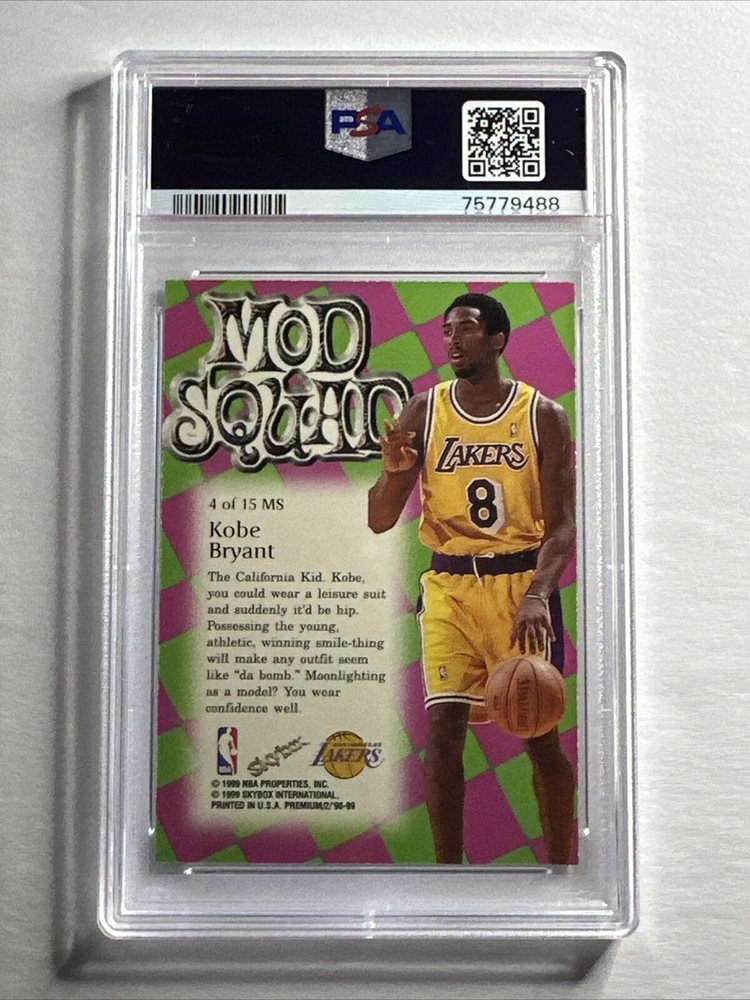 PSA
75779488
MOD
SQUAD
LAKERS
8
4 of 15 MS
Kobe
Bryant
The California Kid. Kobe,
you could wear a leisure suit
and suddenly it'd be hip.
Possessing the young,
athletic, winning smile-thing
will make any outfit seem
like "da bomb." Moonlighting
as a model? You wear
confidence well.
SPALDING
NBA
Skybox
LAKERS
© 1999 NBA PROPERTIES, INC.
© 1999 SKYBOX INTERNATIONAL,
PRINTED IN U.S.A. PREMIUM/2/'98-99